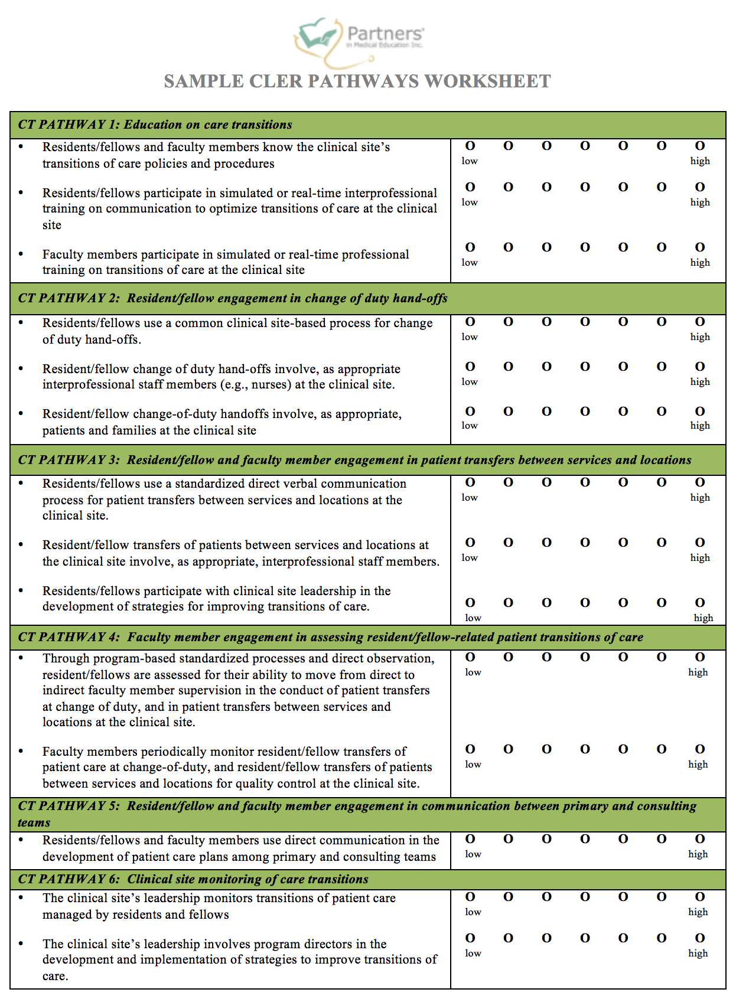 Partners'
in Medical Education Inc.
SAMPLE CLER PATHWAYS WORKSHEET
CT PATHWAY 1: Education on care transitions
• Residents/fellows and faculty members know the clinical site's
transitions of care policies and procedures
O O O O O O O
low high
• Residents/fellows participate in simulated or real-time interprofessional
training on communication to optimize transitions of care at the clinical
site
O O O O O O O
low high
• Faculty members participate in simulated or real-time professional
training on transitions of care at the clinical site
O O O O O O O
low high
CT PATHWAY 2: Resident/fellow engagement in change of duty hand-offs
• Residents/fellows use a common clinical site-based process for change
of duty hand-offs.
O O O O O O O
low high
• Resident/fellow change of duty hand-offs involve, as appropriate
interprofessional staff members (e.g., nurses) at the clinical site.
O O O O O O O
low high
• Resident/fellow change-of-duty handoffs involve, as appropriate,
patients and families at the clinical site
O O O O O O O
low high
CT PATHWAY 3: Resident/fellow and faculty member engagement in patient transfers between services and locations
• Residents/fellows use a standardized direct verbal communication
process for patient transfers between services and locations at the
clinical site.
O O O O O O O
low high
• Resident/fellow transfers of patients between services and locations at
the clinical site involve, as appropriate, interprofessional staff members.
O O O O O O O
low high
• Residents/fellows participate with clinical site leadership in the
development of strategies for improving transitions of care.
O O O O O O O
low high
CT PATHWAY 4: Faculty member engagement in assessing resident/fellow-related patient transitions of care
• Through program-based standardized processes and direct observation,
resident/fellows are assessed for their ability to move from direct to
indirect faculty member supervision in the conduct of patient transfers
at change of duty, and in patient transfers between services and
locations at the clinical site.
O O O O O O O
low high
• Faculty members periodically monitor resident/fellow transfers of
patient care at change-of-duty, and resident/fellow transfers of patients
between services and locations for quality control at the clinical site.
O O O O O O O
low high
CT PATHWAY 5: Resident/fellow and faculty member engagement in communication between primary and consulting
teams
• Residents/fellows and faculty members use direct communication in the
development of patient care plans among primary and consulting teams
O O O O O O O
low high
CT PATHWAY 6: Clinical site monitoring of care transitions
• The clinical site's leadership monitors transitions of patient care
managed by residents and fellows
O O O O O O O
low high
• The clinical site's leadership involves program directors in the
development and implementation of strategies to improve transitions of
care.
O O O O O O O
low high